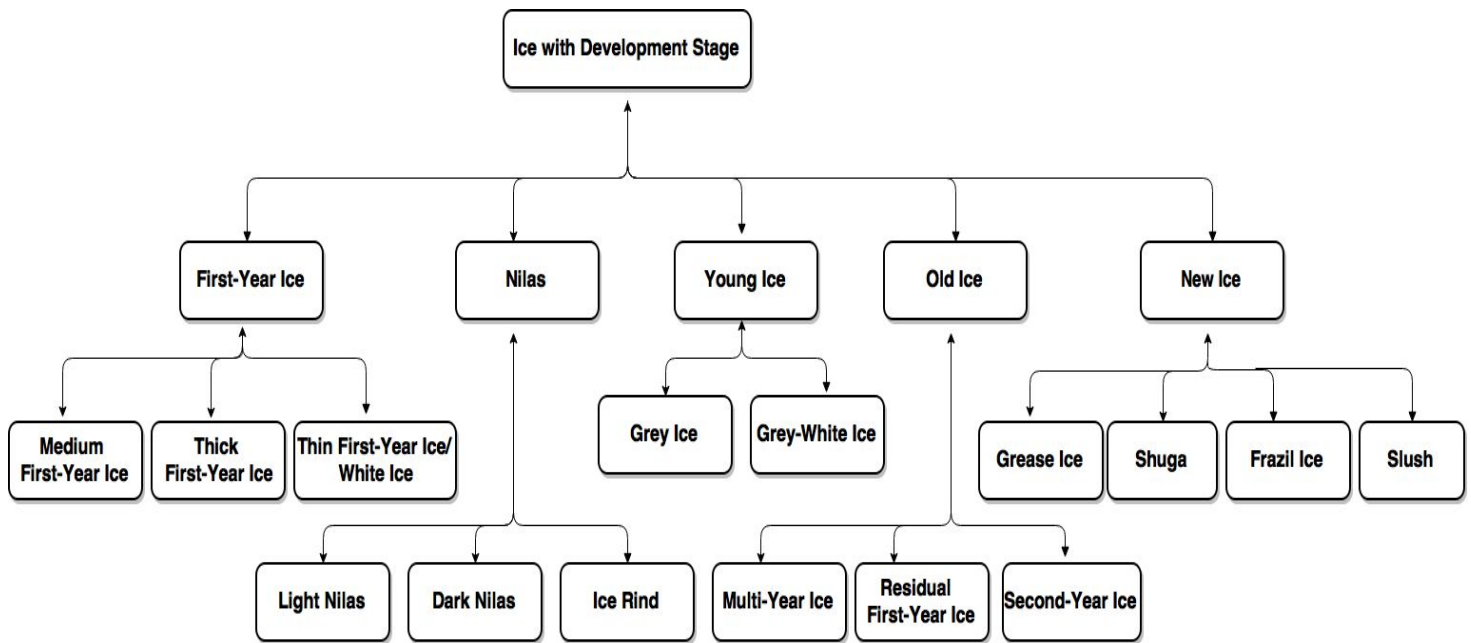 Ice with Development Stage
First-Year Ice
Nilas
Young Ice
Old Ice
New Ice
Medium
First-Year Ice
Thick
First-Year Ice
Thin First-Year Ice/
White Ice
Grey Ice
Grey-White Ice
Grease Ice
Shuga
Frazil Ice
Slush
Light Nilas
Dark Nilas
Ice Rind
Multi-Year Ice
Residual
First-Year Ice
Second-Year Ice